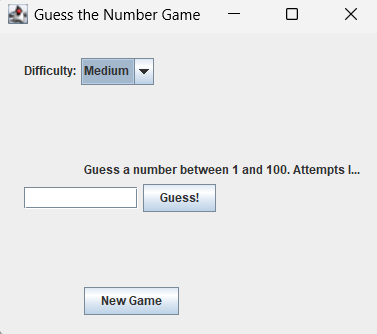 Guess the Number Game
Difficulty: Medium
Guess a number between 1 and 100. Attempts l...
Guess!
New Game